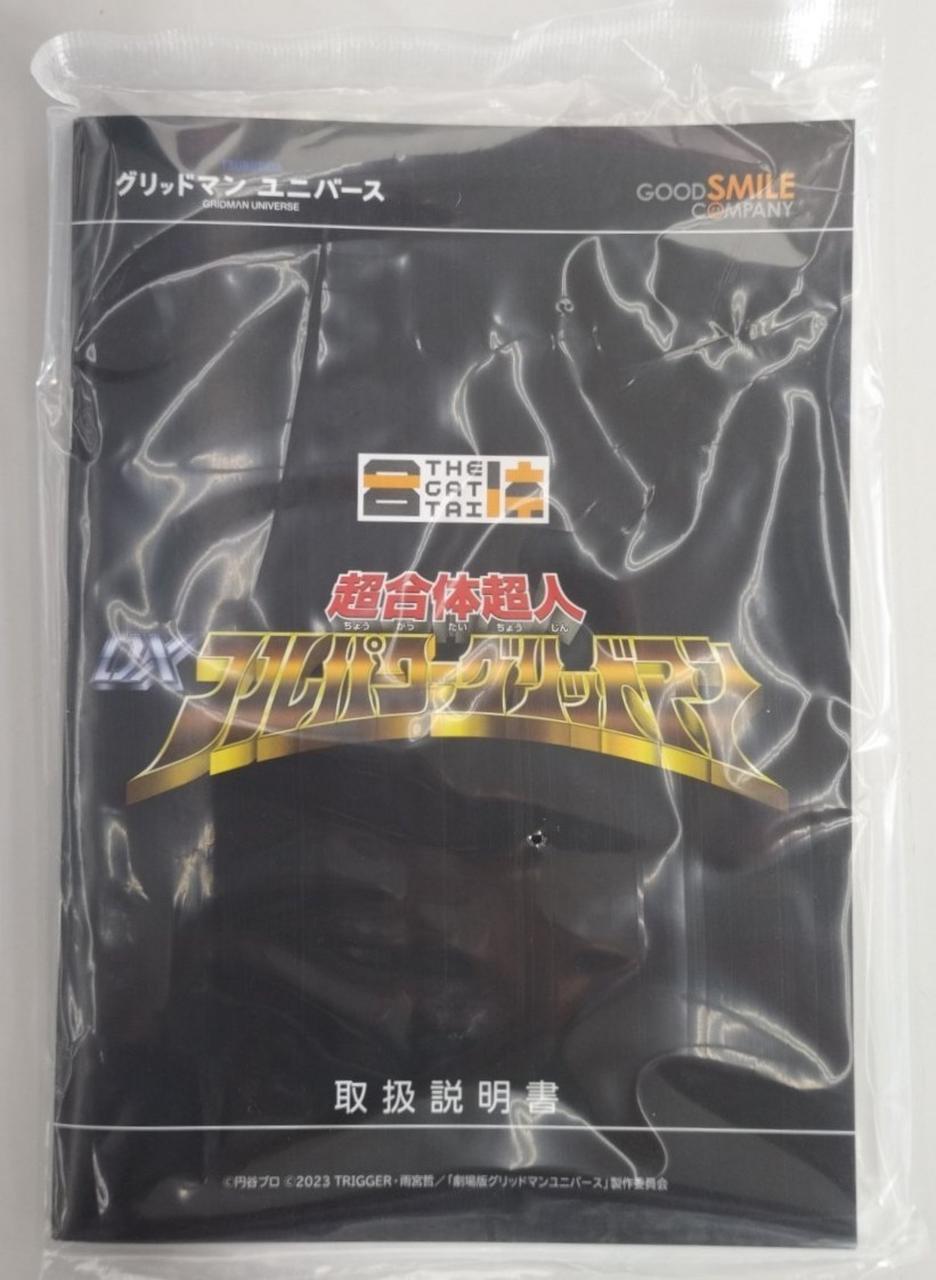 グリッドマン ユニバース
GRIDMAN UNIVERSE
GOOD SMILE
COMPANY
合 THE GAT TAI 体
超合体超人
ちょう がっ たい ちょう じん
DX フルパワーグリッドマン
取扱説明書
©円谷プロ ©2023 TRIGGER・雨宮哲/「劇場版グリッドマンユニバース」製作委員会